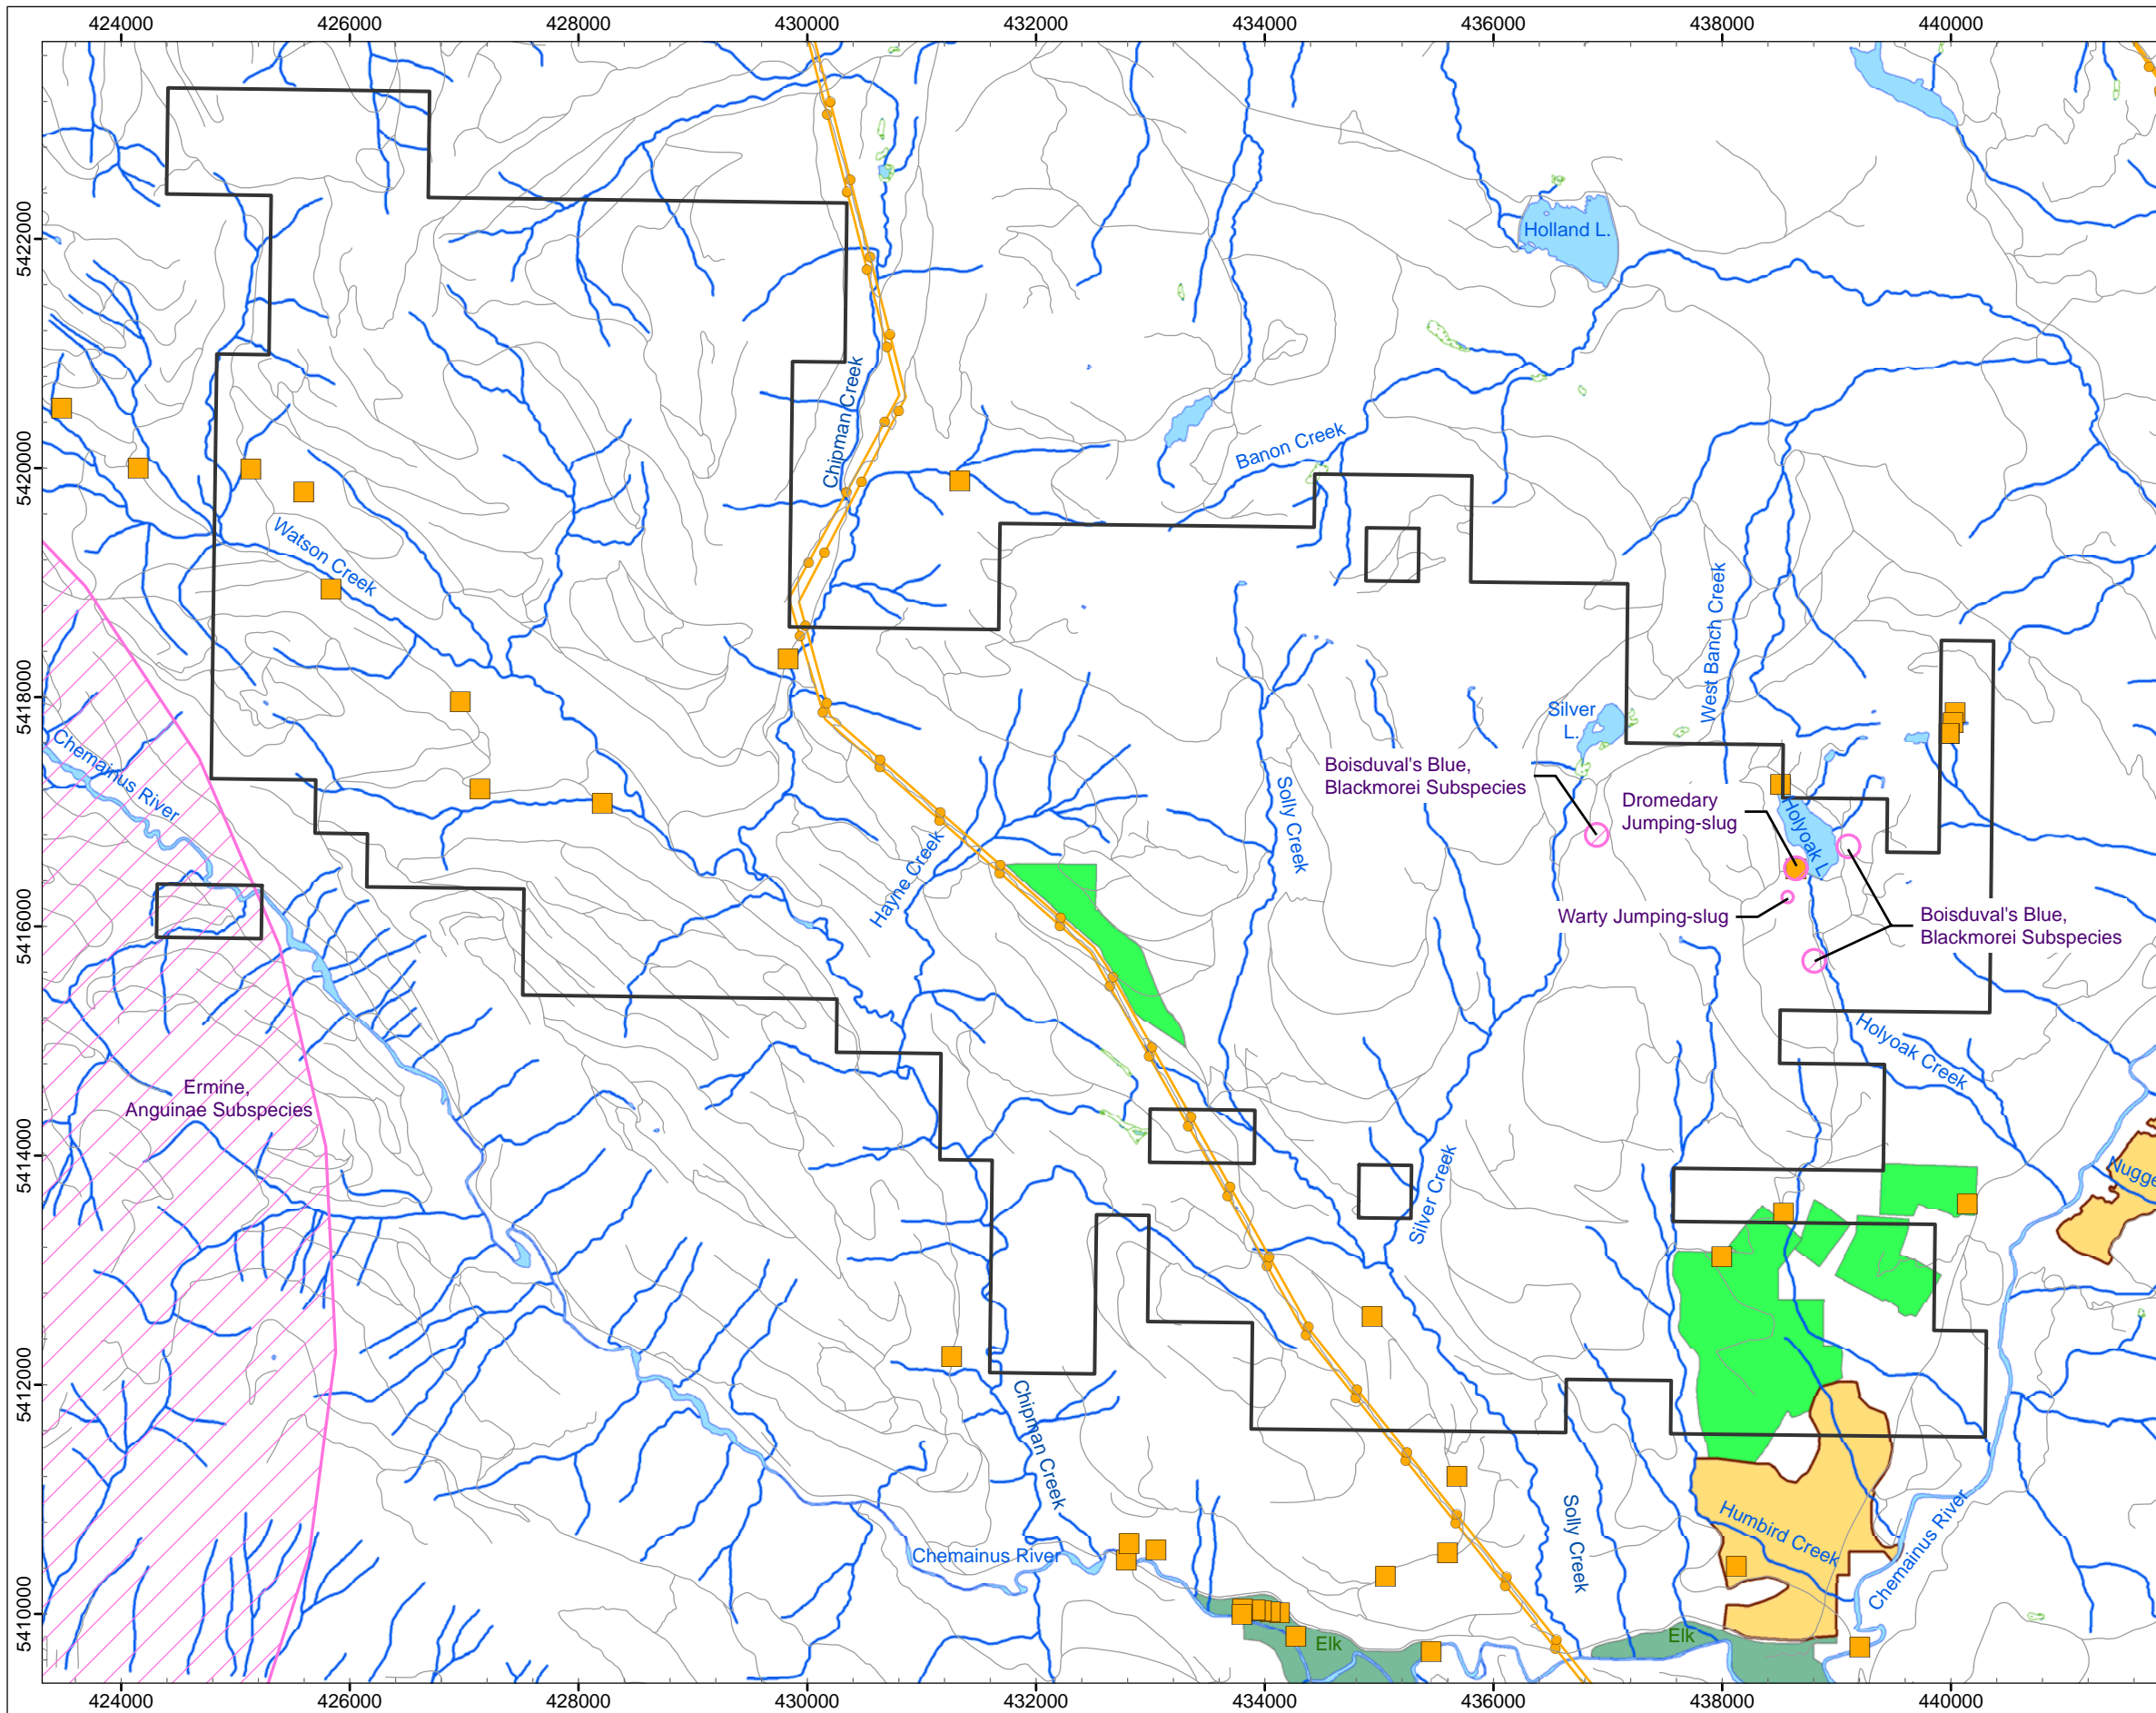 424000 426000 428000 430000 432000 434000 436000 438000 440000
5422000
5420000
5418000
5416000
5414000
5412000
5410000
Holland L.
Chipman Creek
Banon Creek
Watson Creek
West Banch Creek
Silver
L.
Chemainus River
Boisduval's Blue,
Blackmorei Subspecies
Solly Creek
Dromedary
Jumping-slug
Holyoak L.
Hayne Creek
Warty Jumping-slug
Boisduval's Blue,
Blackmorei Subspecies
Holyoak Creek
Ermine,
Anguinae Subspecies
Silver Creek
Nugge
Chipman Creek
Solly Creek
Humbird Creek
Chemainus River
Chemainus River
Elk
Elk
424000 426000 428000 430000 432000 434000 436000 438000 440000